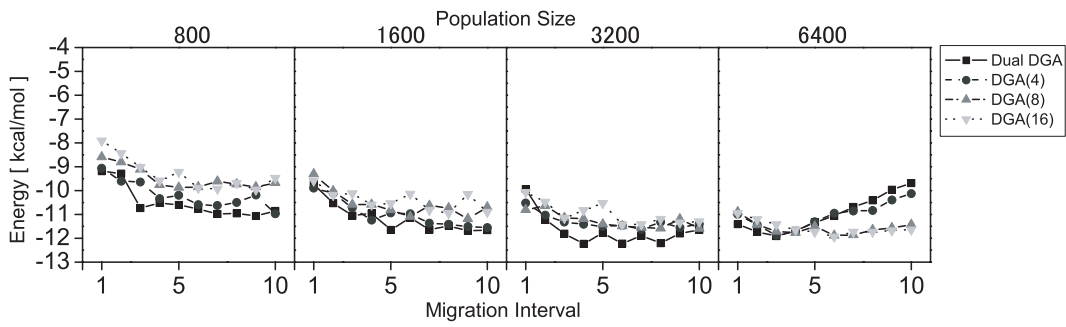 Population Size
800 1600 3200 6400
-4
-5
-6
-7
-8
-9
-10
-11
-12
-13
Energy [ kcal/mol ]
1 5 10 1 5 10 1 5 10 1 5 10
Migration Interval
Dual DGA
DGA(4)
DGA(8)
DGA(16)